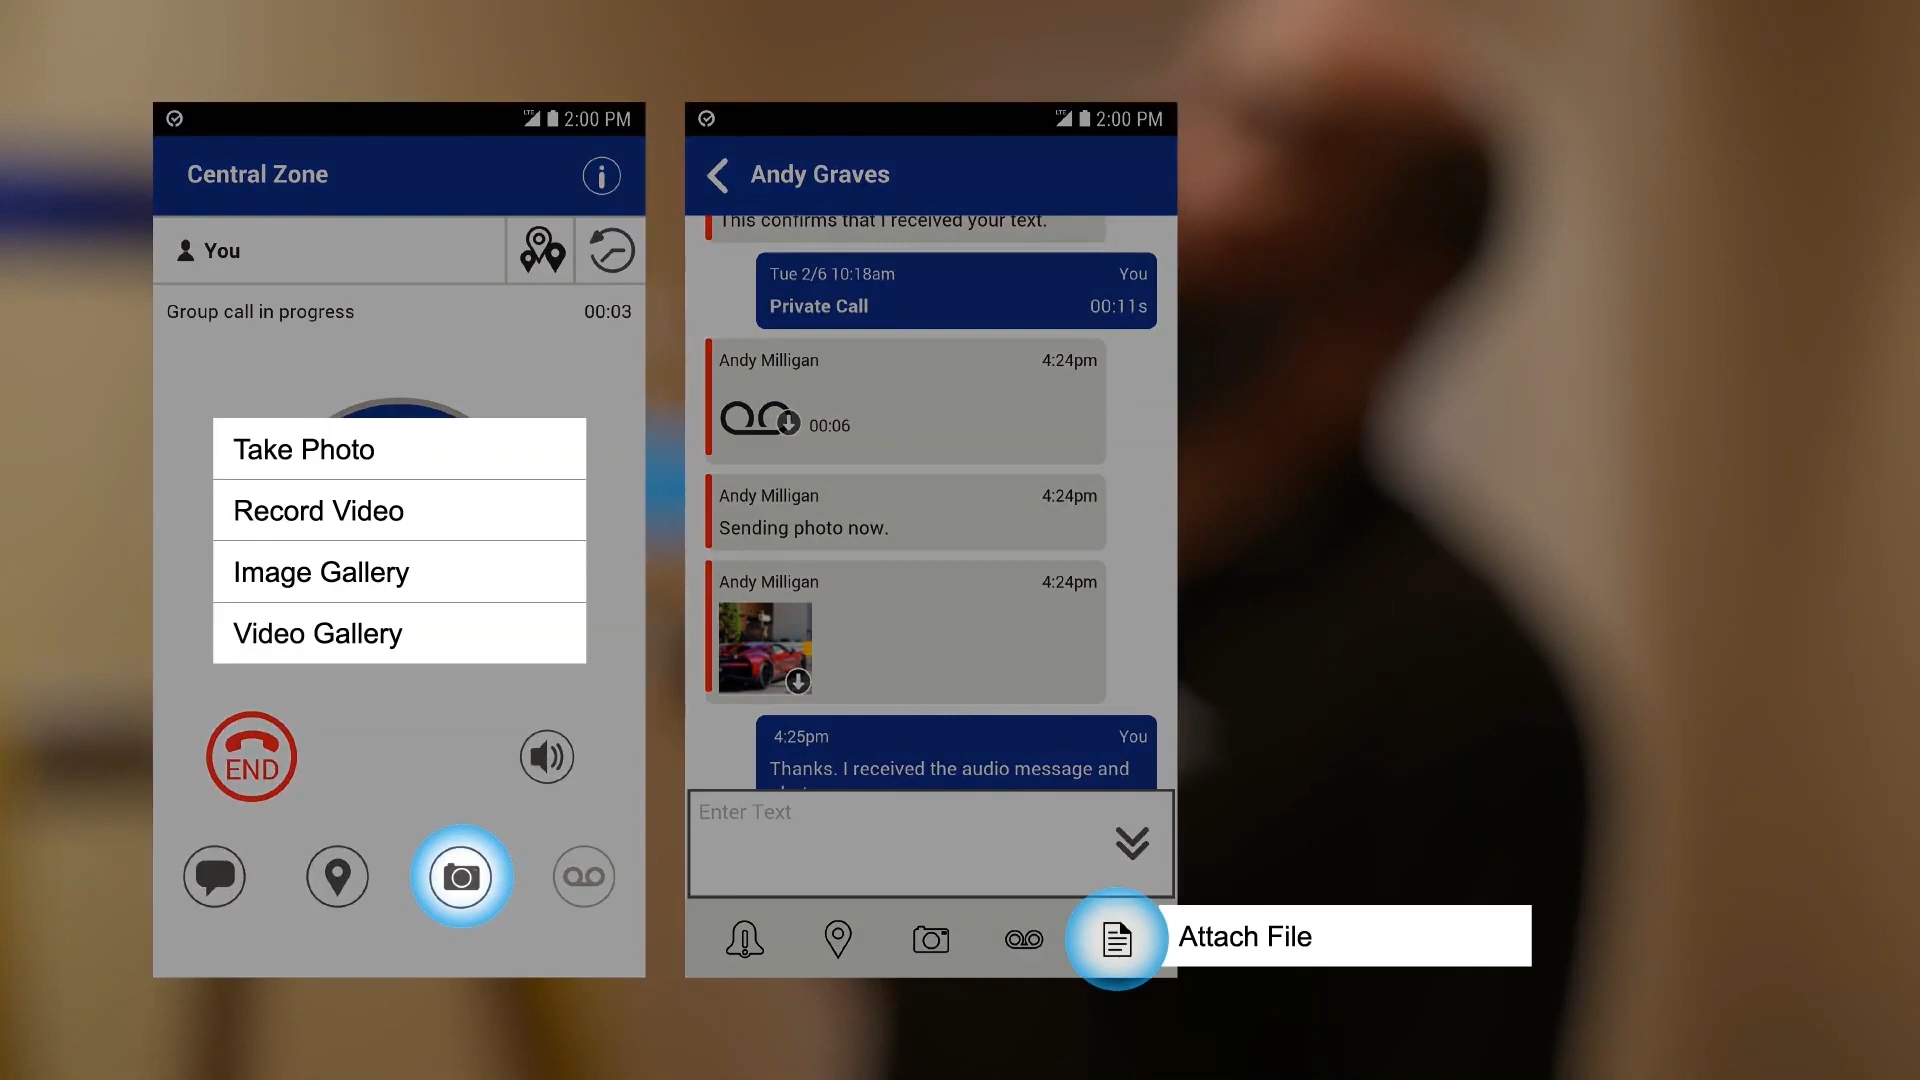 LTE 2:00 PM
Central Zone
You
Group call in progress 00:03
Take Photo
Record Video
Image Gallery
Video Gallery
END
LTE 2:00 PM
Andy Graves
This confirms that I received your text.
Tue 2/6 10:18am You
Private Call 00:11s
Andy Milligan 4:24pm
00:06
Andy Milligan 4:24pm
Sending photo now.
Andy Milligan 4:24pm
4:25pm You
Thanks. I received the audio message and
Enter Text
Attach File